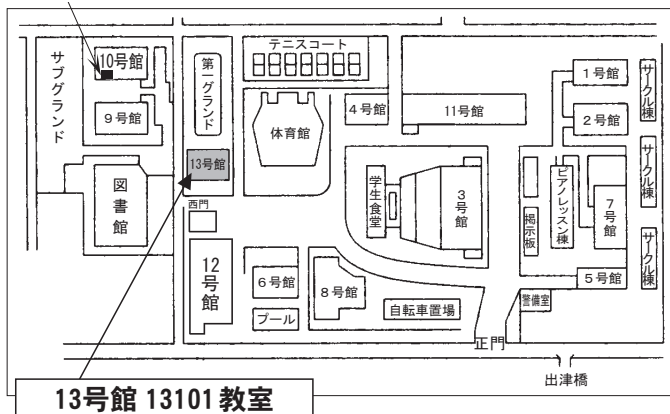 テニスコート
サブグランド
10号館
第一グランド
1号館
サークル棟
9号館
体育館
4号館
11号館
2号館
13号館
学生食堂
3号館
ピアノレッスン棟
サークル棟
図書館
西門
掲示板
7号館
12号館
6号館
8号館
5号館
サークル棟
プール
自転車置場
警備室
正門
出津橋
13号館 13101教室